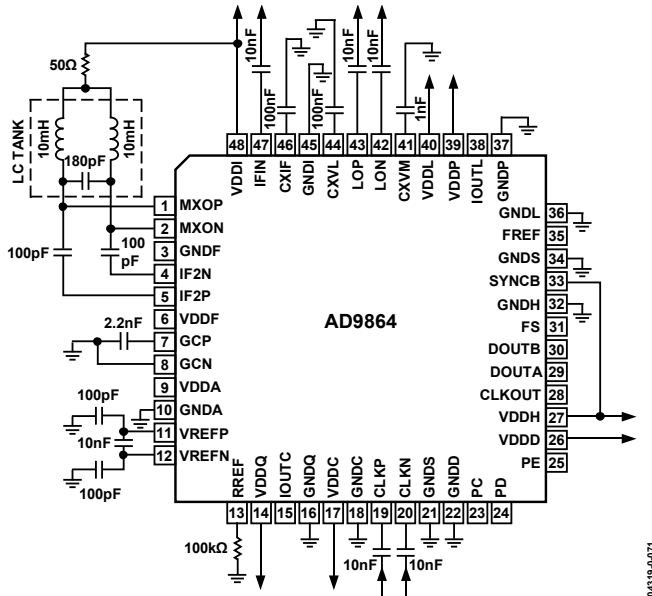 50Ω
LC TANK
10mH
10mH
180pF
100pF
100
pF
2.2nF
100pF
10nF
100pF
100kΩ
10nF
100nF
100nF
10nF
10nF
1nF
10nF
10nF
AD9864
48 VDDI
47 IFIN
46 CXIF
45 GNDI
44 CXVL
43 LOP
42 LON
41 CXVM
40 VDDL
39 VDDP
38 IOUTL
37 GNDP
1 MXOP
2 MXON
3 GNDF
4 IF2N
5 IF2P
6 VDDF
7 GCP
8 GCN
9 VDDA
10 GNDA
11 VREFP
12 VREFN
GNDL 36
FREF 35
GNDS 34
SYNCB 33
GNDH 32
FS 31
DOUTB 30
DOUTA 29
CLKOUT 28
VDDH 27
VDDD 26
PE 25
RREF 13
VDDQ 14
IOUTC 15
GNDQ 16
VDDC 17
GNDC 18
CLKP 19
CLKN 20
GNDS 21
GNDD 22
PC 23
PD 24
04319-0-071